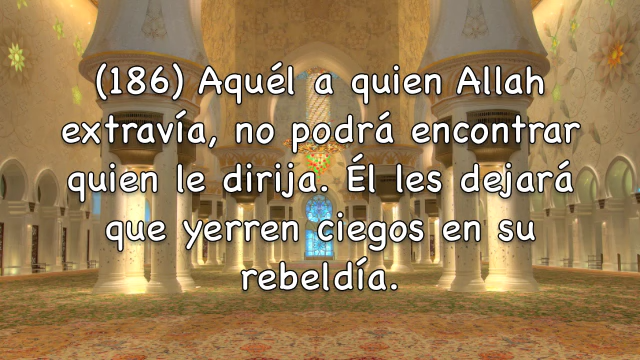 (186) Aquél a quien Allah
extravía, no podrá encontrar
quien le dirija. Él les dejará
que yerren ciegos en su
rebeldía.